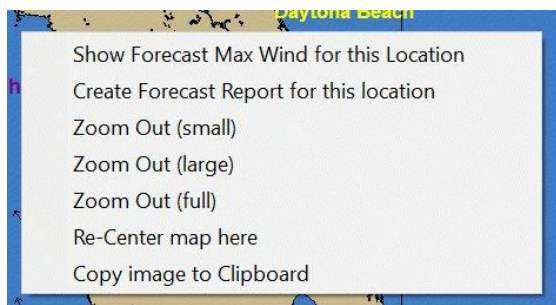 Daytona Beach
Show Forecast Max Wind for this Location
Create Forecast Report for this location
Zoom Out (small)
Zoom Out (large)
Zoom Out (full)
Re-Center map here
Copy image to Clipboard